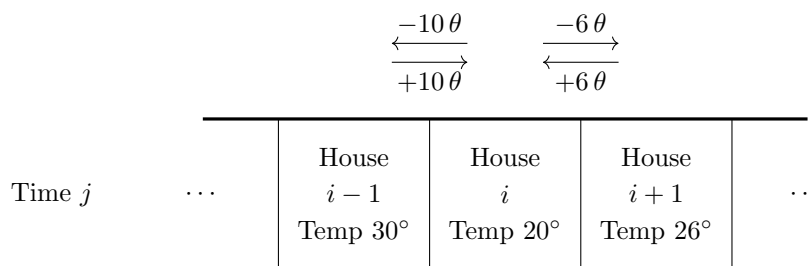 −10 θ −6 θ
+10 θ +6 θ
House House House
Time j ⋯ i − 1 i i + 1 ⋯
Temp 30° Temp 20° Temp 26°